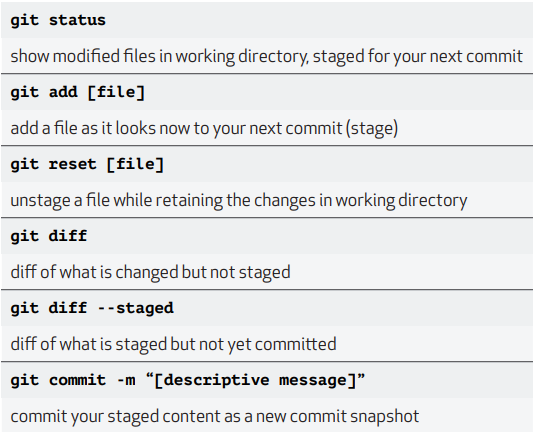 git status
show modified files in working directory, staged for your next commit
git add [file]
add a file as it looks now to your next commit (stage)
git reset [file]
unstage a file while retaining the changes in working directory
git diff
diff of what is changed but not staged
git diff --staged
diff of what is staged but not yet committed
git commit -m “[descriptive message]”
commit your staged content as a new commit snapshot